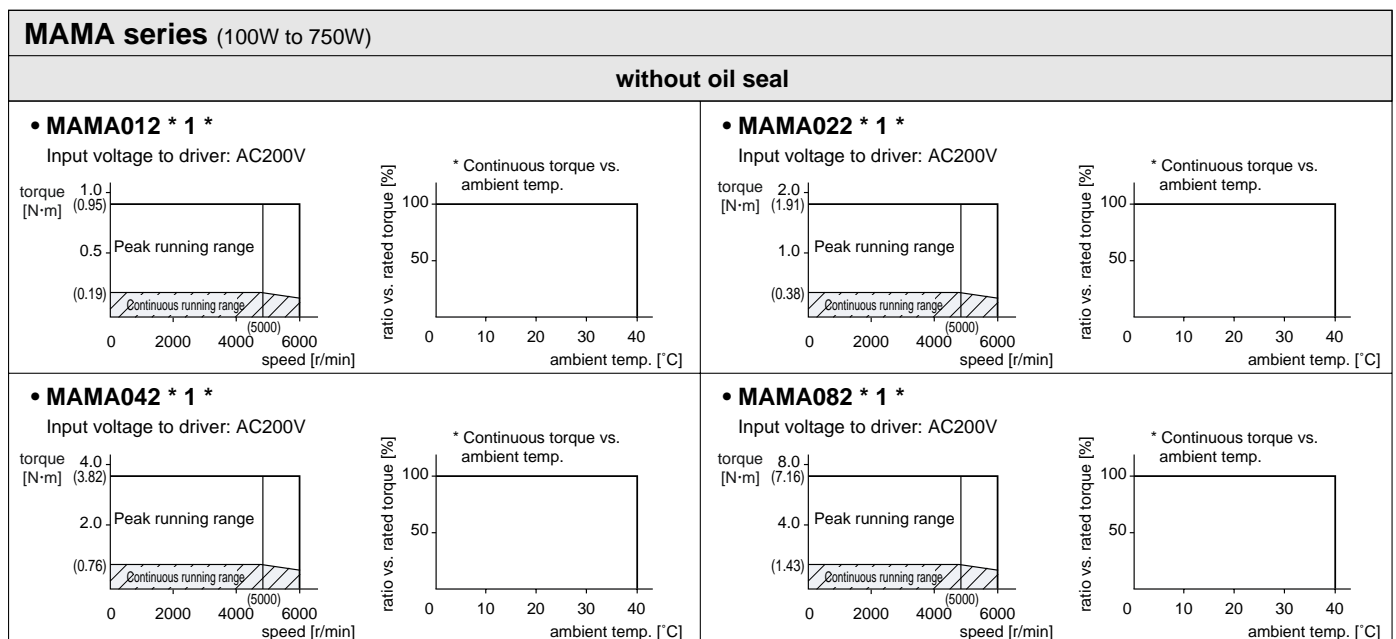 MAMA series (100W to 750W)
without oil seal
• MAMA012 * 1 *
Input voltage to driver: AC200V
torque
[N·m]
1.0
(0.95)
0.5
(0.19)
Peak running range
Continuous running range
(5000)
0 2000 4000 6000
speed [r/min]
ratio vs. rated torque [%]
* Continuous torque vs.
ambient temp.
100
50
0 10 20 30 40
ambient temp. [˚C]
• MAMA022 * 1 *
Input voltage to driver: AC200V
torque
[N·m]
2.0
(1.91)
1.0
(0.38)
Peak running range
Continuous running range
(5000)
0 2000 4000 6000
speed [r/min]
ratio vs. rated torque [%]
* Continuous torque vs.
ambient temp.
100
50
0 10 20 30 40
ambient temp. [˚C]
• MAMA042 * 1 *
Input voltage to driver: AC200V
torque
[N·m]
4.0
(3.82)
2.0
(0.76)
Peak running range
Continuous running range
(5000)
0 2000 4000 6000
speed [r/min]
ratio vs. rated torque [%]
* Continuous torque vs.
ambient temp.
100
50
0 10 20 30 40
ambient temp. [˚C]
• MAMA082 * 1 *
Input voltage to driver: AC200V
torque
[N·m]
8.0
(7.16)
4.0
(1.43)
Peak running range
Continuous running range
(5000)
0 2000 4000 6000
speed [r/min]
ratio vs. rated torque [%]
* Continuous torque vs.
ambient temp.
100
50
0 10 20 30 40
ambient temp. [˚C]